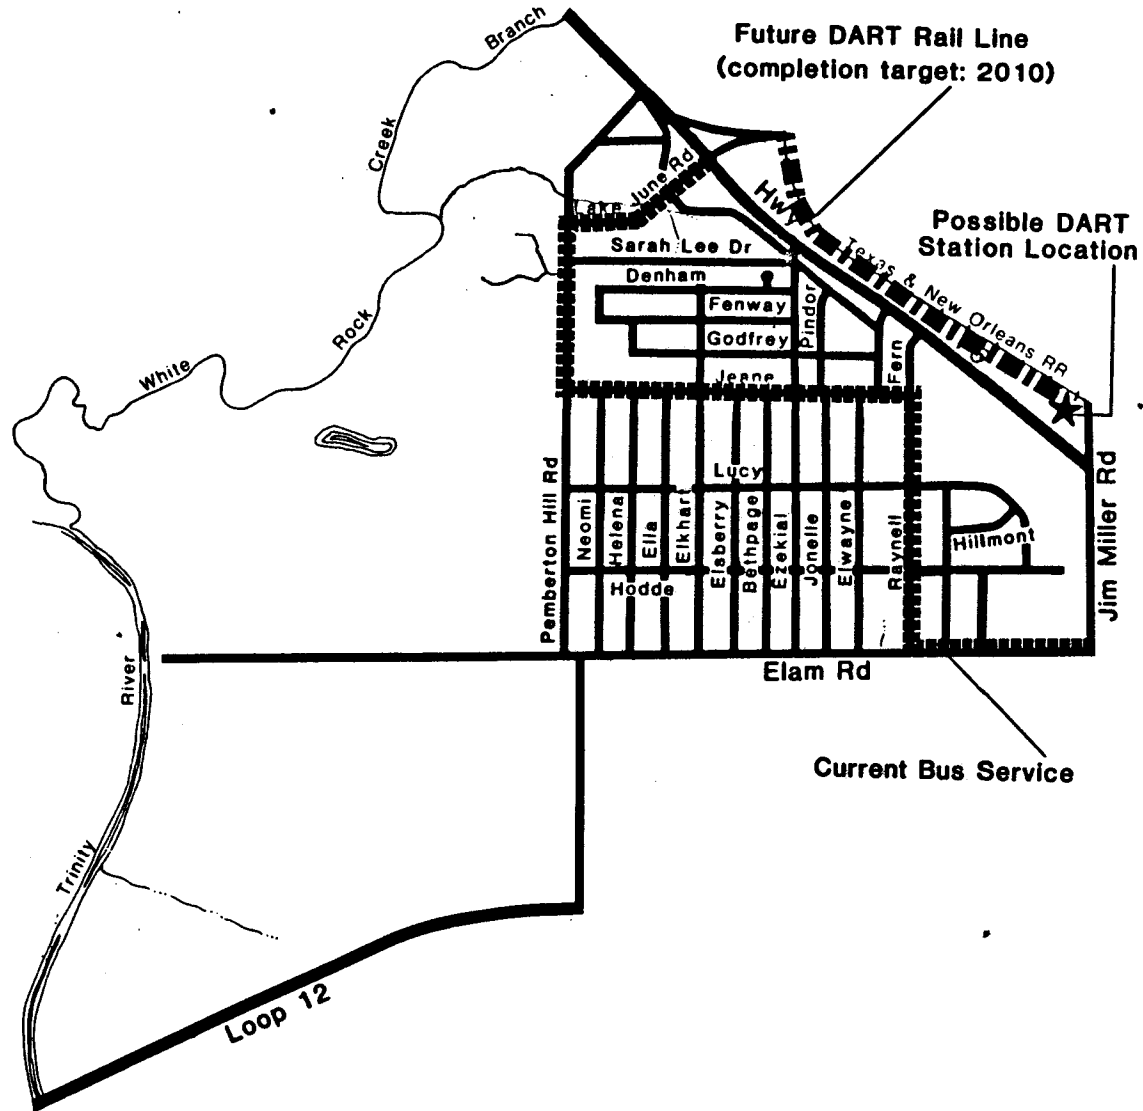 Branch
Creek
Future DART Rail Line
(completion target: 2010)
Lake June Rd
Hwy
Possible DART
Station Location
Texas & New Orleans RR
Sarah Lee Dr
Denham
Fenway
Pindor
Godfrey
Fern
Jeane
Rock
White
Lucy
Pemberton Hill Rd
Neomi
Helena
Ella
Elkhart
Elsberry
Bethpage
Ezekial
Jonelle
Elwayne
Raynell
Hillmont
Jim Miller Rd
Hodde
Elam Rd
River
Current Bus Service
Trinity
Loop 12